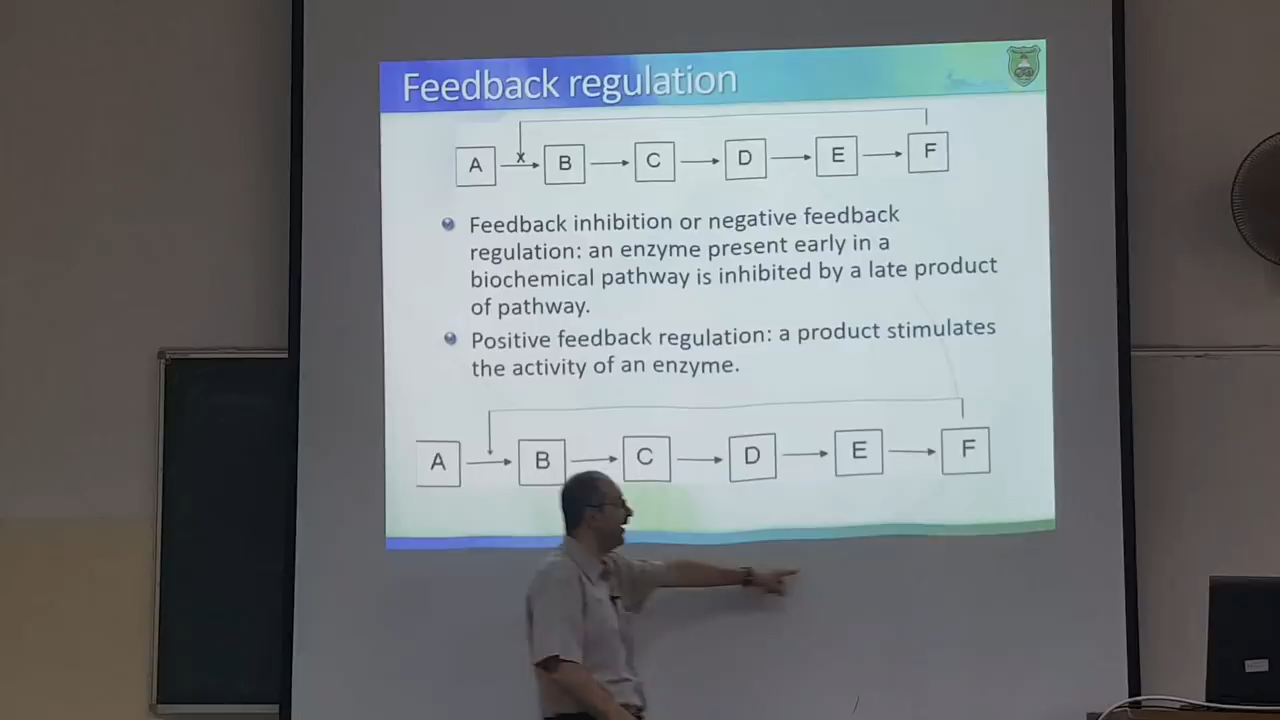 Feedback regulation
A x B C D E F
Feedback inhibition or negative feedback
regulation: an enzyme present early in a
biochemical pathway is inhibited by a late product
of pathway.
Positive feedback regulation: a product stimulates
the activity of an enzyme.
A B C D E F